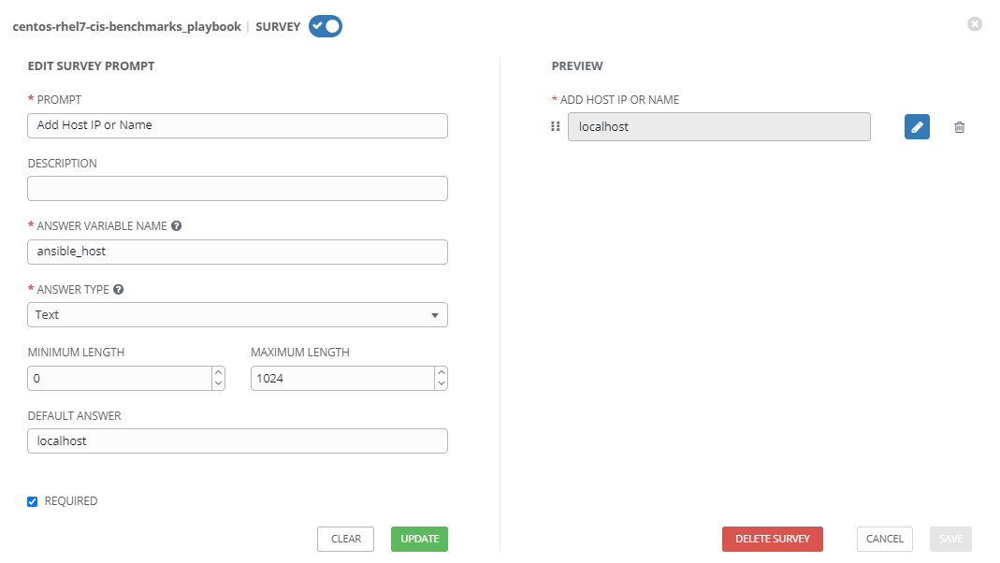 centos-rhel7-cis-benchmarks_playbook | SURVEY
EDIT SURVEY PROMPT
* PROMPT
Add Host IP or Name
DESCRIPTION
* ANSWER VARIABLE NAME ?
ansible_host
* ANSWER TYPE ?
Text
MINIMUM LENGTH MAXIMUM LENGTH
0 1024
DEFAULT ANSWER
localhost
REQUIRED
CLEAR UPDATE
PREVIEW
* ADD HOST IP OR NAME
localhost
DELETE SURVEY CANCEL SAVE